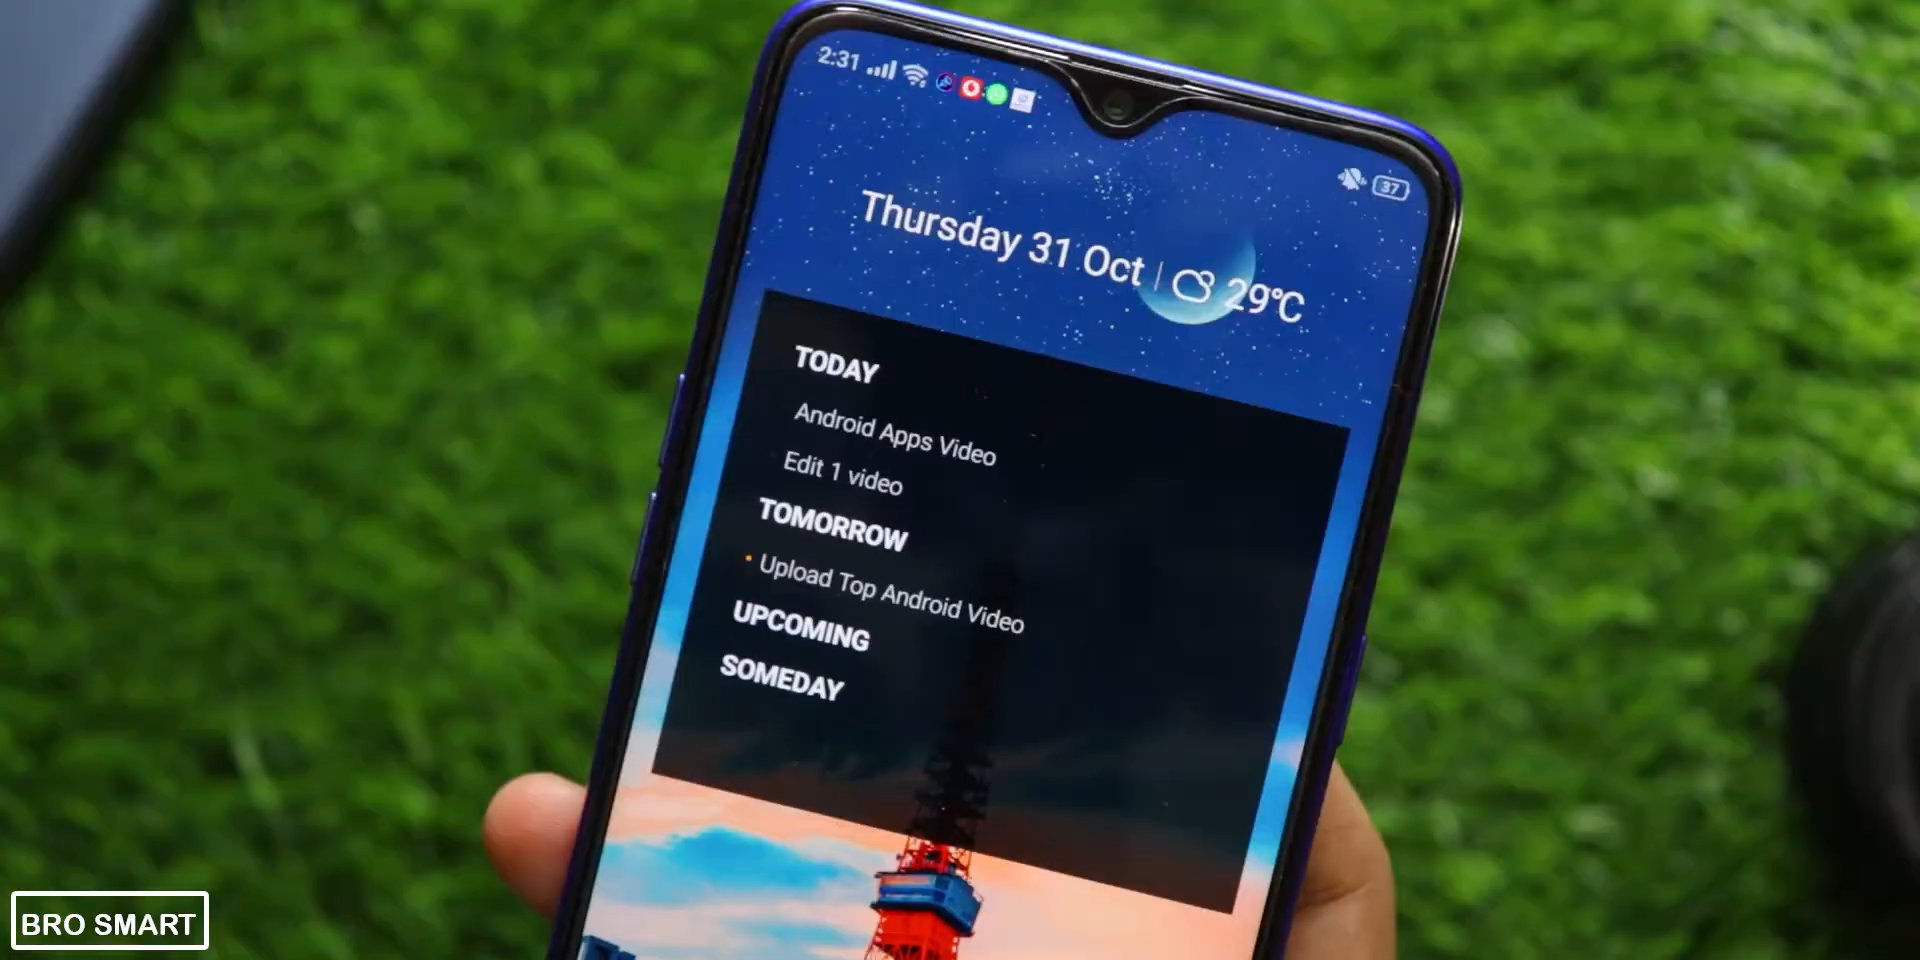 2:31
37
Thursday 31 Oct | 29°C
TODAY
Android Apps Video
Edit 1 video
TOMORROW
• Upload Top Android Video
UPCOMING
SOMEDAY
BRO SMART